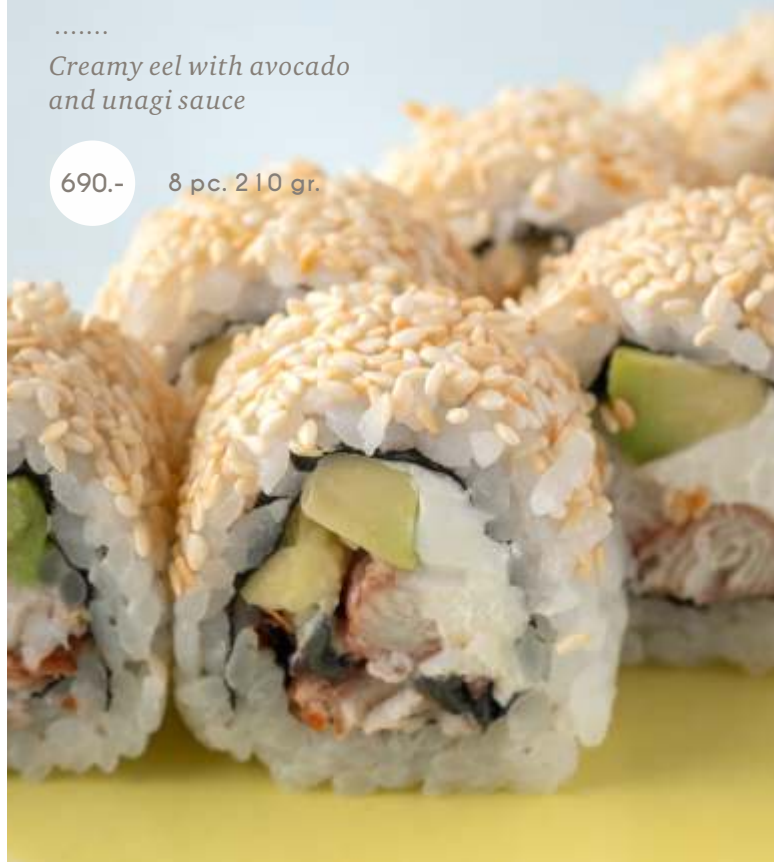 .......
Creamy eel with avocado
and unagi sauce
690.- 8 pc. 210 gr.